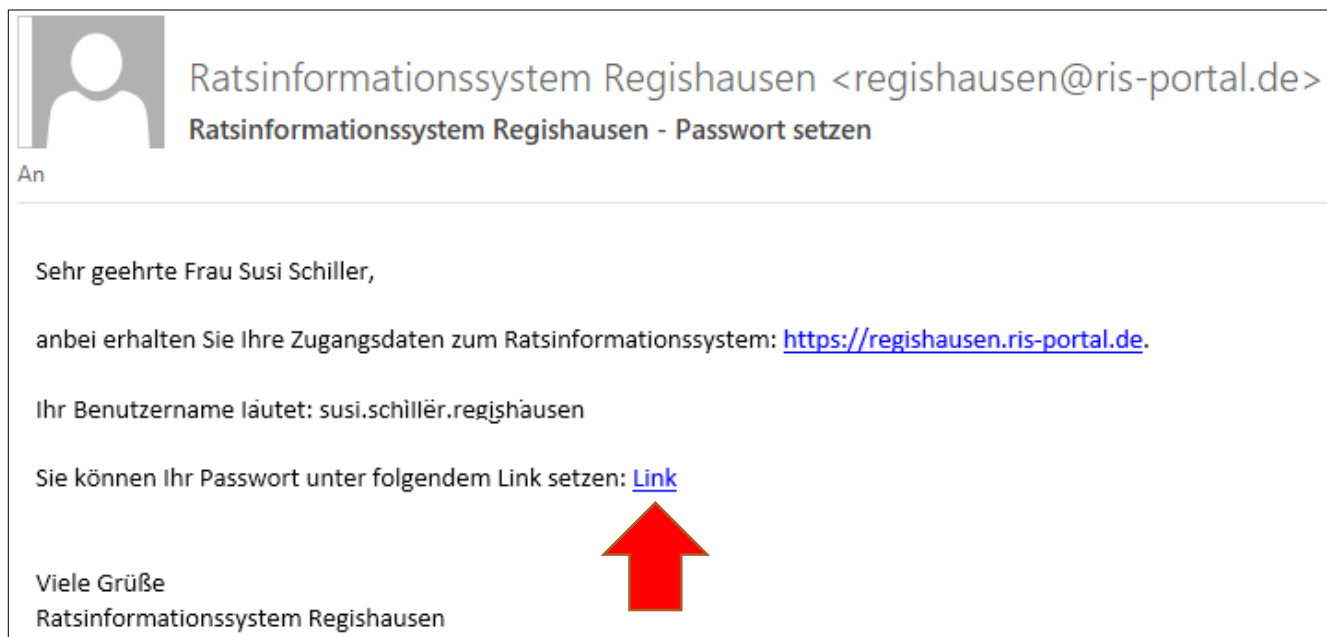 Ratsinformationssystem Regishausen <regishausen@ris-portal.de>
Ratsinformationssystem Regishausen - Passwort setzen
An
Sehr geehrte Frau Susi Schiller,
anbei erhalten Sie Ihre Zugangsdaten zum Ratsinformationssystem: https://regishausen.ris-portal.de.
Ihr Benutzername lautet: susi.schiller.regishausen
Sie können Ihr Passwort unter folgendem Link setzen: Link
Viele Grüße
Ratsinformationssystem Regishausen